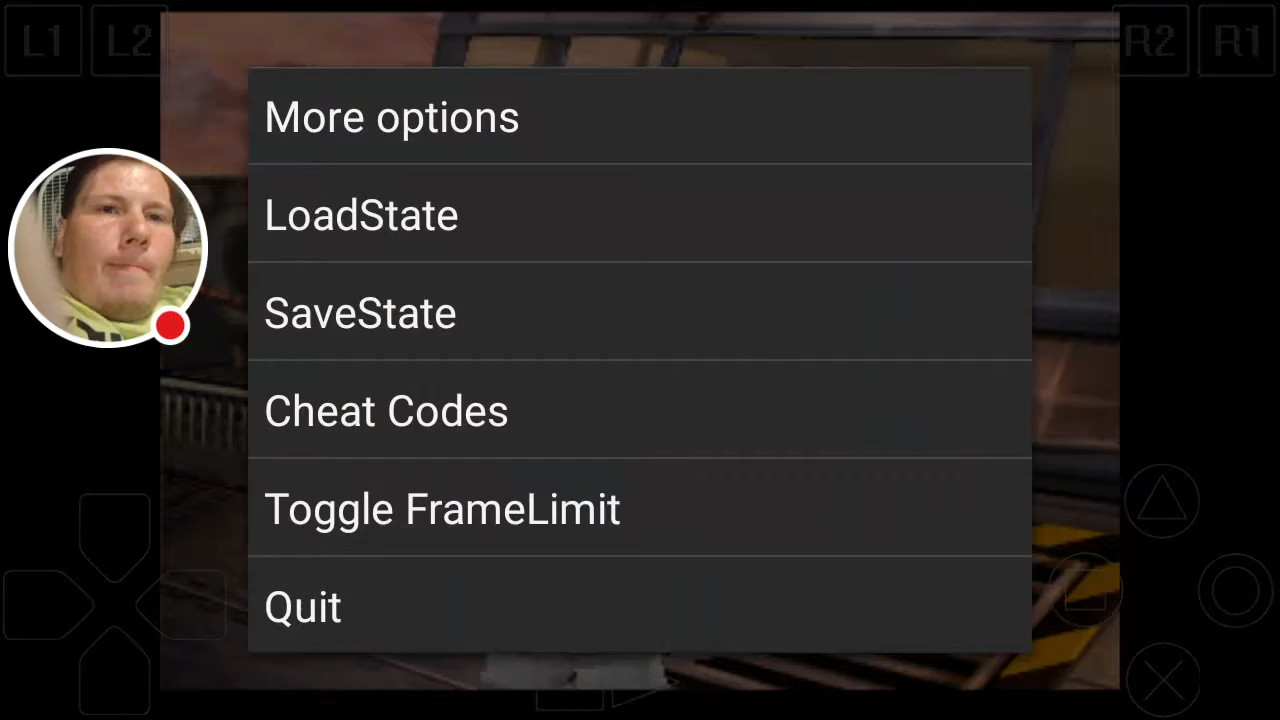 L1 L2 R2 R1
More options
LoadState
SaveState
Cheat Codes
Toggle FrameLimit
Quit